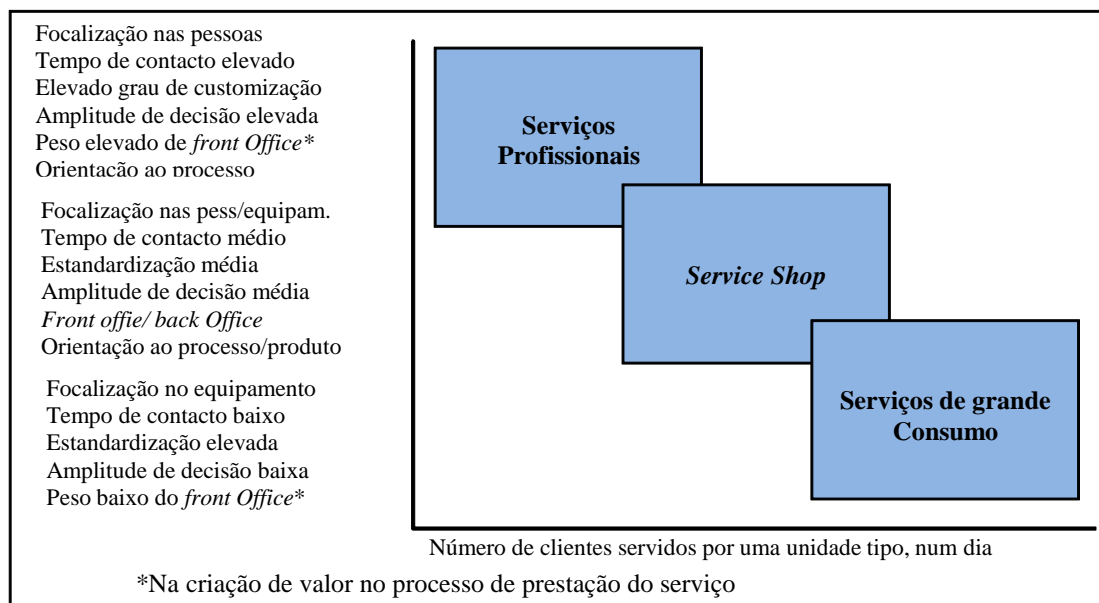 Focalização nas pessoas
Tempo de contacto elevado
Elevado grau de customização
Amplitude de decisão elevada
Peso elevado de front Office*
Orientação ao processo
Focalização nas pess/equipam.
Tempo de contacto médio
Estandardização média
Amplitude de decisão média
Front offie/ back Office
Orientação ao processo/produto
Focalização no equipamento
Tempo de contacto baixo
Estandardização elevada
Amplitude de decisão baixa
Peso baixo do front Office*
Serviços
Profissionais
Service Shop
Serviços de grande
Consumo
Número de clientes servidos por uma unidade tipo, num dia
*Na criação de valor no processo de prestação do serviço